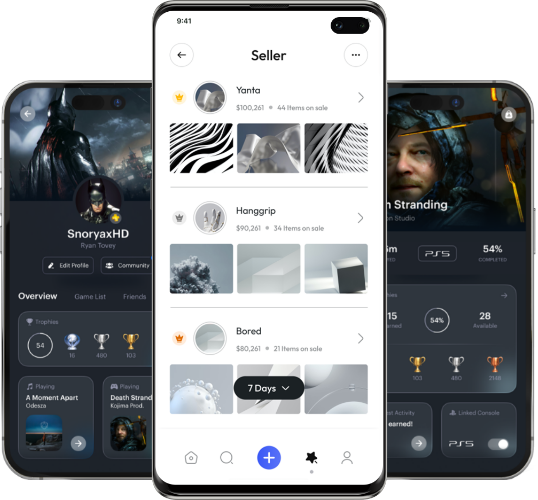 9:41
Seller
Yanta
$100,261 44 Items on sale
Hanggrip
$90,261 34 Items on sale
Bored
$80,261 21 Items on sale
7 Days
SnoryaxHD
Ryan Tovey
Edit Profile Community
Overview Game List Friends
Trophies
54 16 490 103
Playing
A Moment Apart
Odesza
Playing
Death Strand
Kojima Prod.
Stranding
n Studio
54%
COMPLETED
PS5
15 54% 28
arned Available
103 480 2130
Activity
earned!
Linked Console
PS5